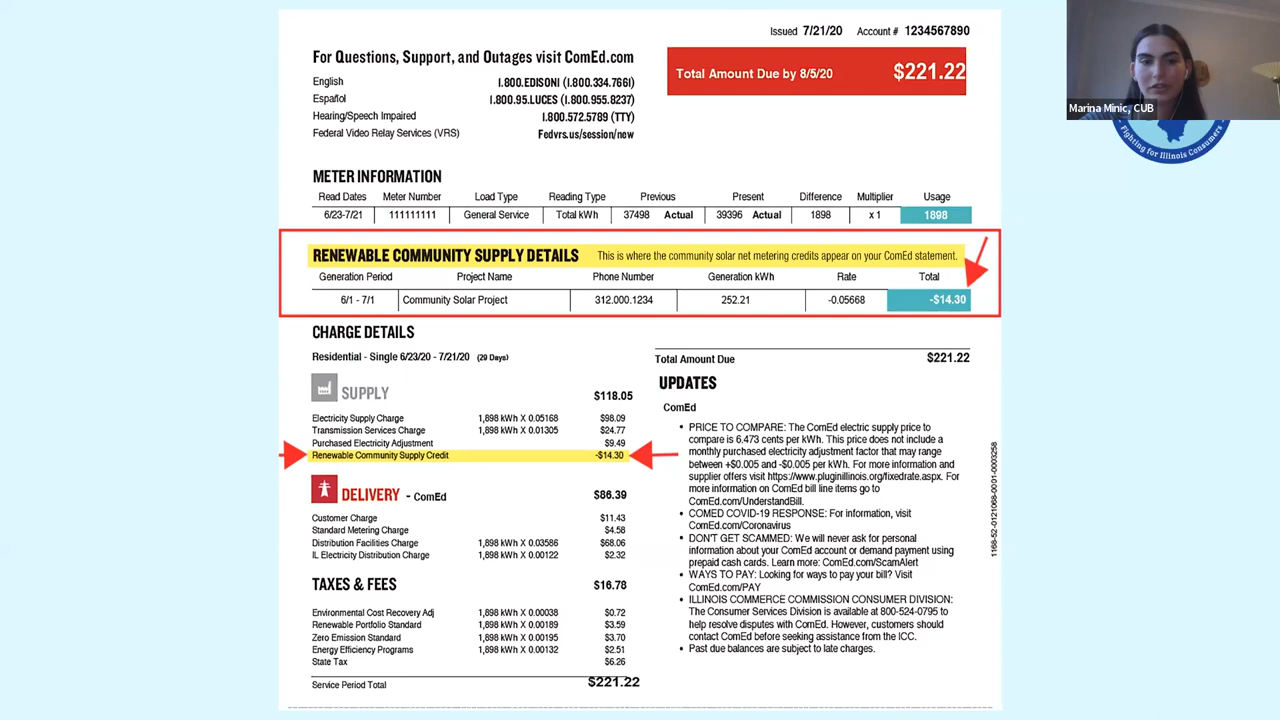 Issued 7/21/20 Account # 1234567890
For Questions, Support, and Outages visit ComEd.com
English 1.800.EDISONI (1.800.334.7661)
Español 1.800.95.LUCES (1.800.955.8237)
Hearing/Speech Impaired 1.800.572.5789 (TTY)
Federal Video Relay Services (VRS) Fedvrs.us/session/new
Total Amount Due by 8/5/20 $221.22
Marina Minic, CUB
Fighting for Illinois Consumers
METER INFORMATION
Read Dates Meter Number Load Type Reading Type Previous Present Difference Multiplier Usage
6/23-7/21 111111111 General Service Total kWh 37498 Actual 39396 Actual 1898 x 1 1898
RENEWABLE COMMUNITY SUPPLY DETAILS This is where the community solar net metering credits appear on your ComEd statement.
Generation Period Project Name Phone Number Generation kWh Rate Total
6/1 - 7/1 Community Solar Project 312.000.1234 252.21 -0.05668 -$14.30
CHARGE DETAILS
Residential - Single 6/23/20 - 7/21/20 (29 Days)
SUPPLY $118.05
Electricity Supply Charge 1,898 kWh X 0.05168 $98.09
Transmission Services Charge 1,898 kWh X 0.01305 $24.77
Purchased Electricity Adjustment $9.49
Renewable Community Supply Credit -$14.30
DELIVERY - ComEd $86.39
Customer Charge $11.43
Standard Metering Charge $4.58
Distribution Facilities Charge 1,898 kWh X 0.03586 $68.06
IL Electricity Distribution Charge 1,898 kWh X 0.00122 $2.32
TAXES & FEES $16.78
Environmental Cost Recovery Adj 1,898 kWh X 0.00038 $0.72
Renewable Portfolio Standard 1,898 kWh X 0.00189 $3.59
Zero Emission Standard 1,898 kWh X 0.00195 $3.70
Energy Efficiency Programs 1,898 kWh X 0.00132 $2.51
State Tax $6.26
Service Period Total $221.22
Total Amount Due $221.22
UPDATES
ComEd
• PRICE TO COMPARE: The ComEd electric supply price to
compare is 6.473 cents per kWh. This price does not include a
monthly purchased electricity adjustment factor that may range
between +$0.005 and -$0.005 per kWh. For more information and
supplier offers visit https://www.pluginillinois.org/fixedrate.aspx. For
more information on ComEd bill line items go to
ComEd.com/UnderstandBill.
• COMED COVID-19 RESPONSE: For information, visit
ComEd.com/Coronavirus
• DON'T GET SCAMMED: We will never ask for personal
information about your ComEd account or demand payment using
prepaid cash cards. Learn more: ComEd.com/ScamAlert
• WAYS TO PAY: Looking for ways to pay your bill? Visit
ComEd.com/PAY
• ILLINOIS COMMERCE COMMISSION CONSUMER DIVISION:
The Consumer Services Division is available at 800-524-0795 to
help resolve disputes with ComEd. However, customers should
contact ComEd before seeking assistance from the ICC.
• Past due balances are subject to late charges.
1168-52-0121068-0001-0003258